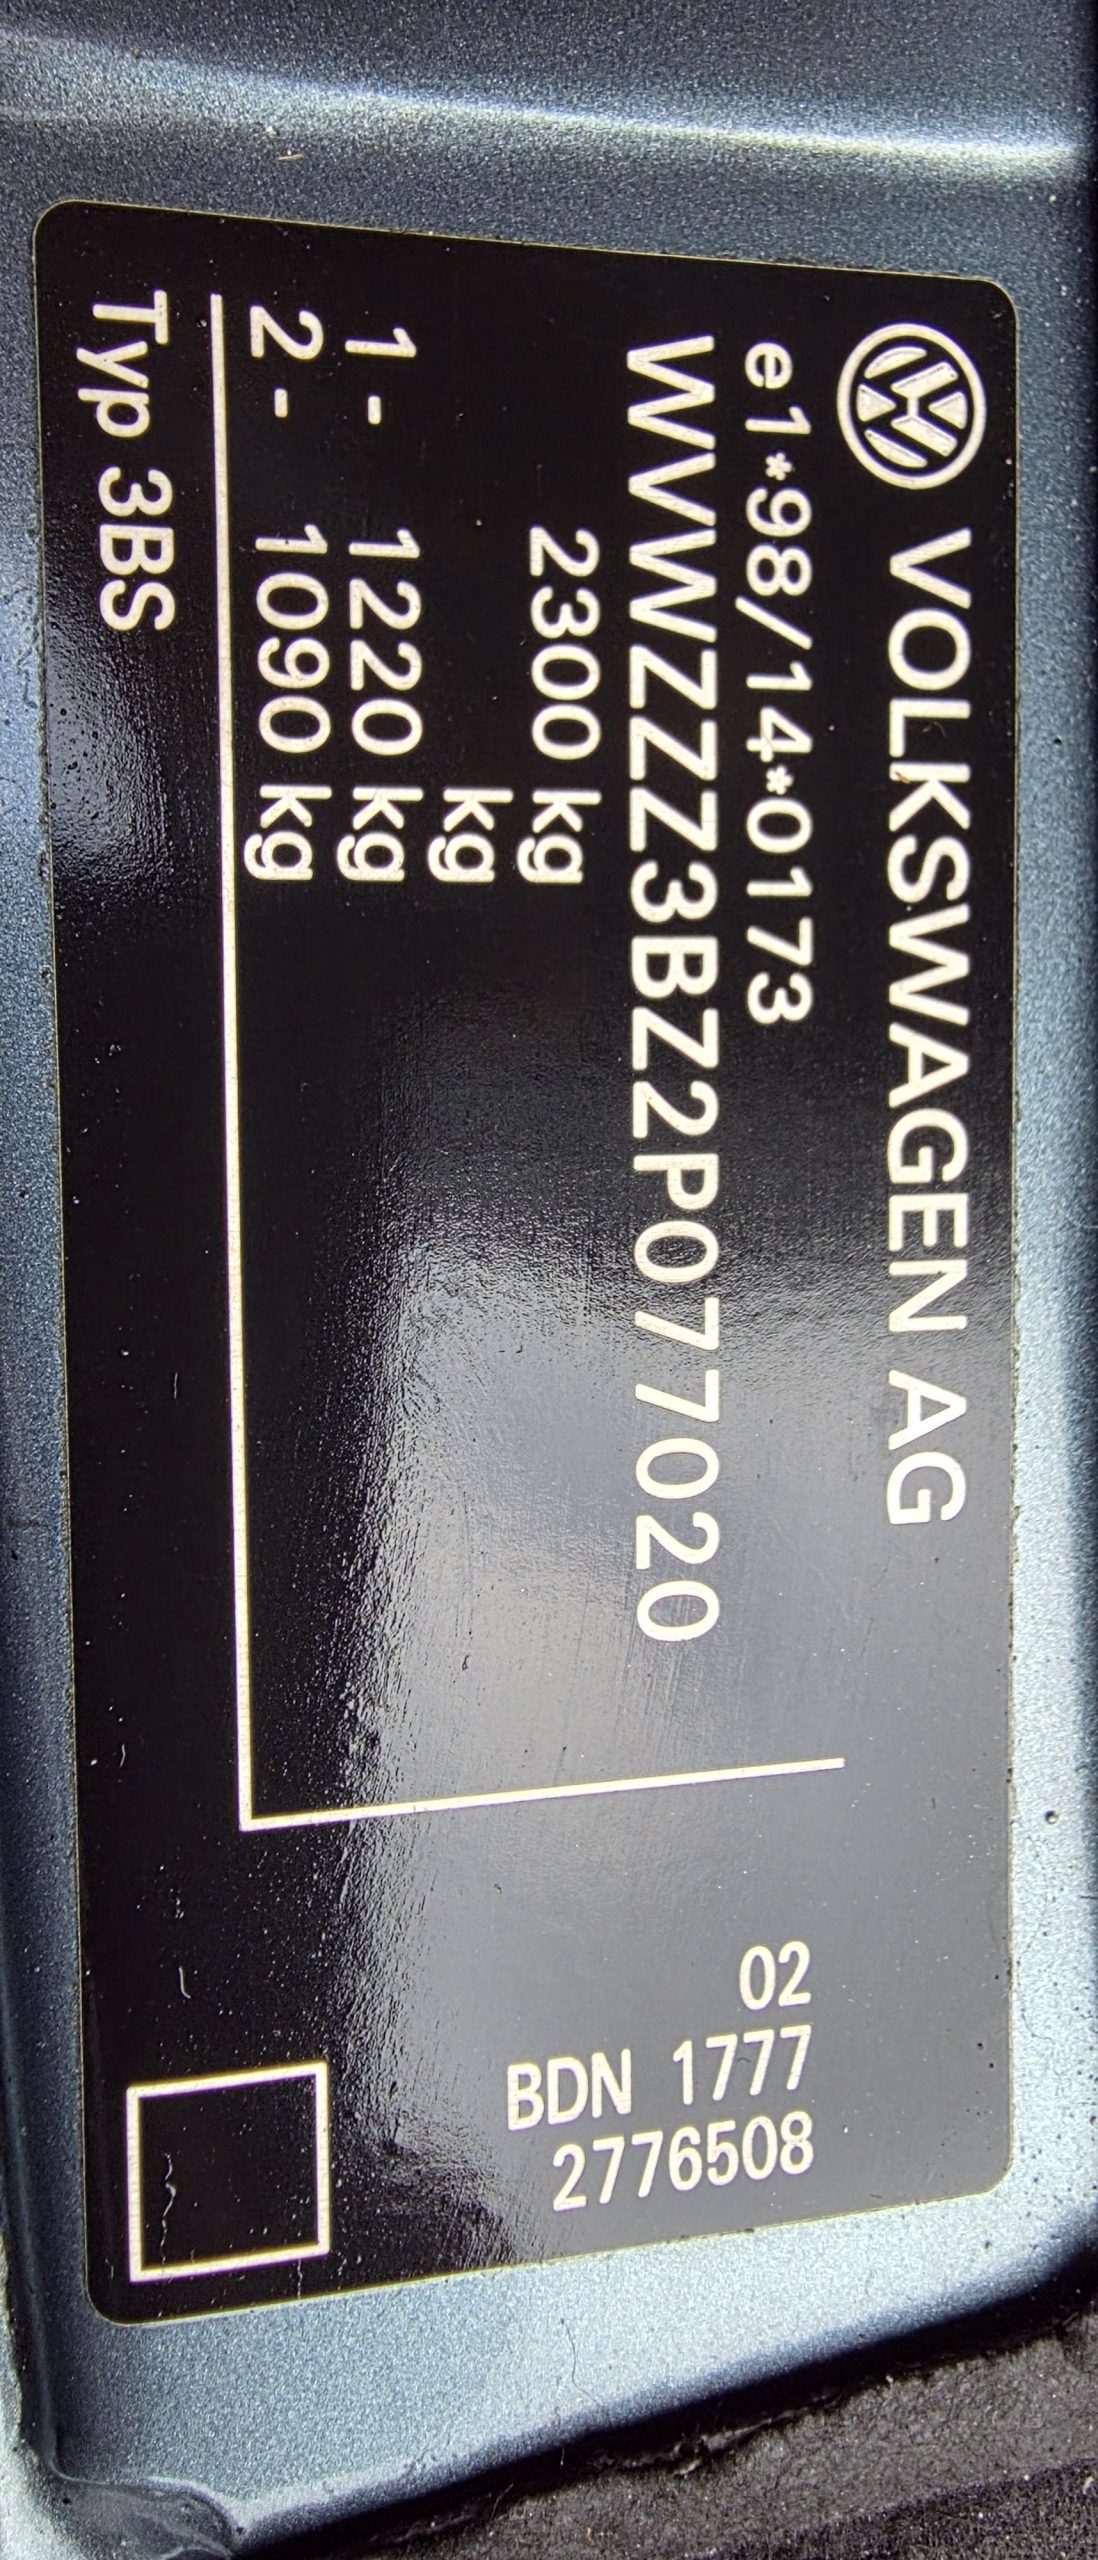 VOLKSWAGEN AG
e1*98/14*0173
WVWZZZ3BZ2P077020
2300 kg
kg
1 - 1220 kg
2 - 1090 kg
Typ 3BS
02
BDN 1777
2776508